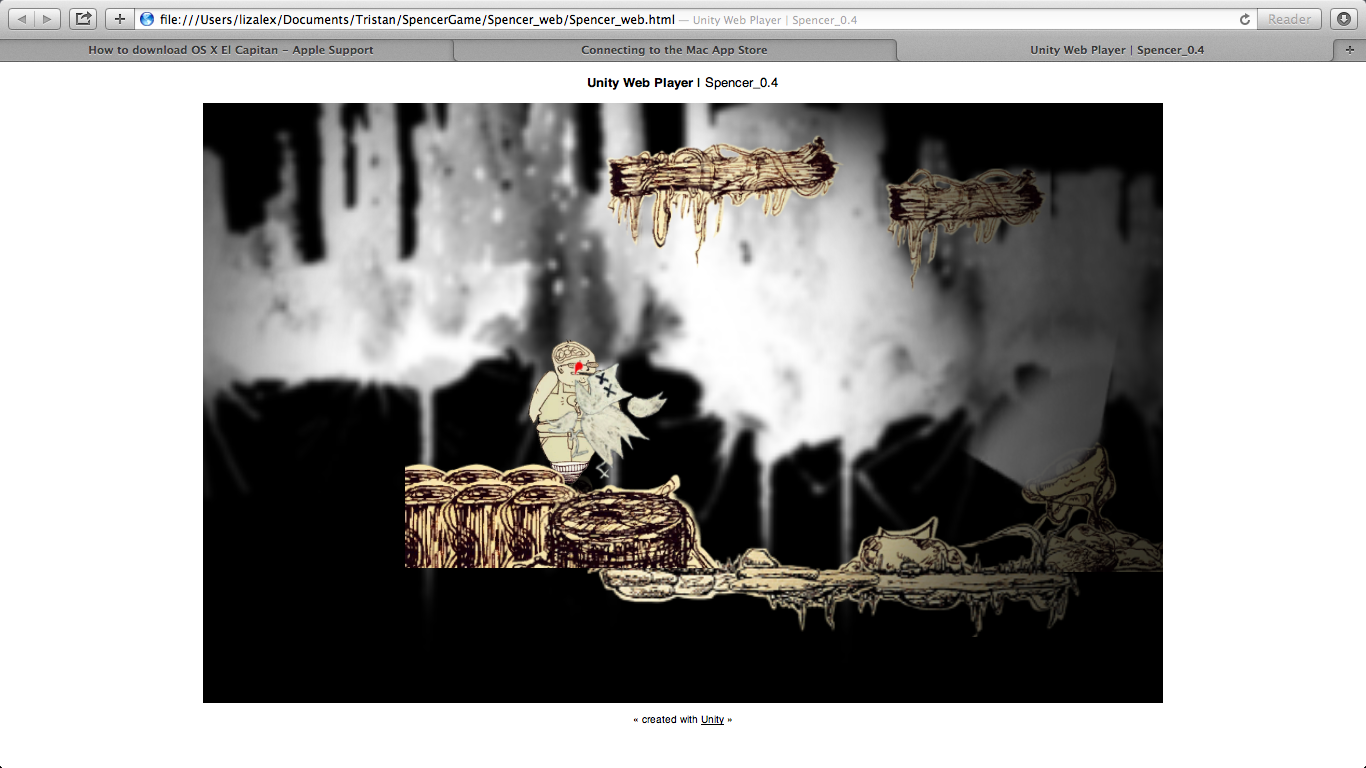 file:///Users/lizalex/Documents/Tristan/SpencerGame/Spencer_web/Spencer_web.html — Unity Web Player | Spencer_0.4
Reader
How to download OS X El Capitan - Apple Support
Connecting to the Mac App Store
Unity Web Player | Spencer_0.4
Unity Web Player | Spencer_0.4
« created with Unity »